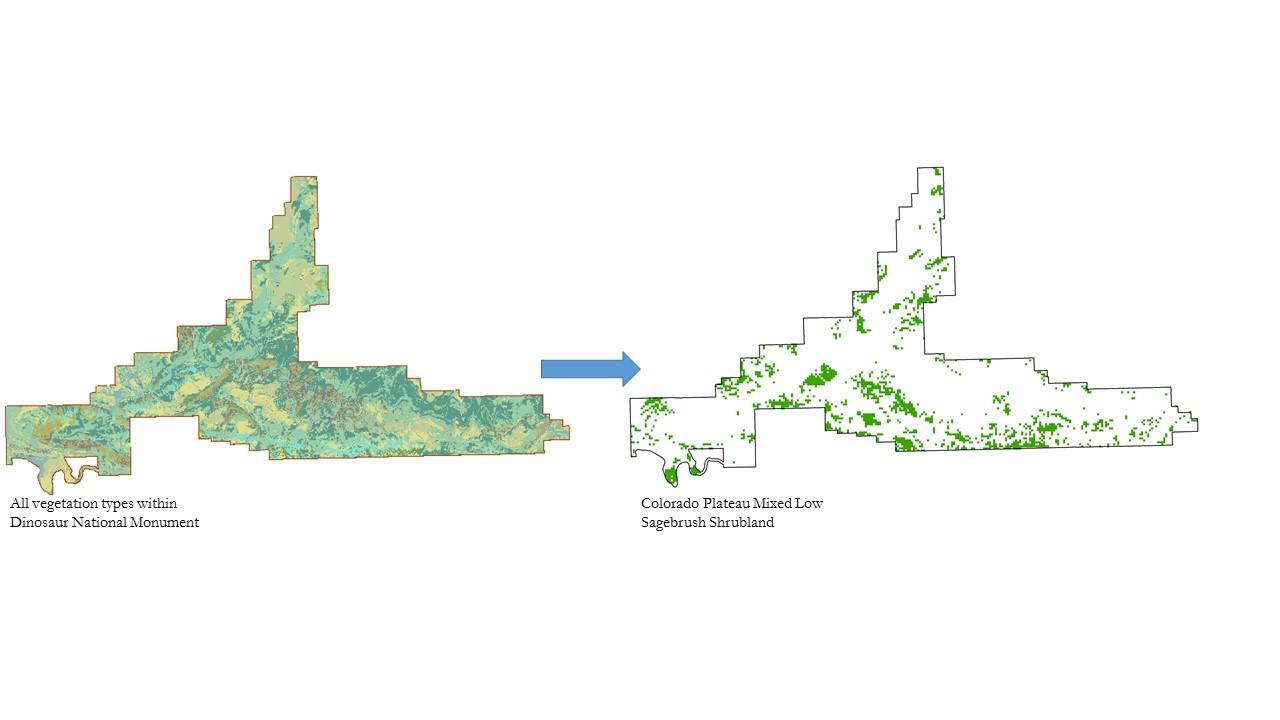 All vegetation types within
Dinosaur National Monument
Colorado Plateau Mixed Low
Sagebrush Shrubland